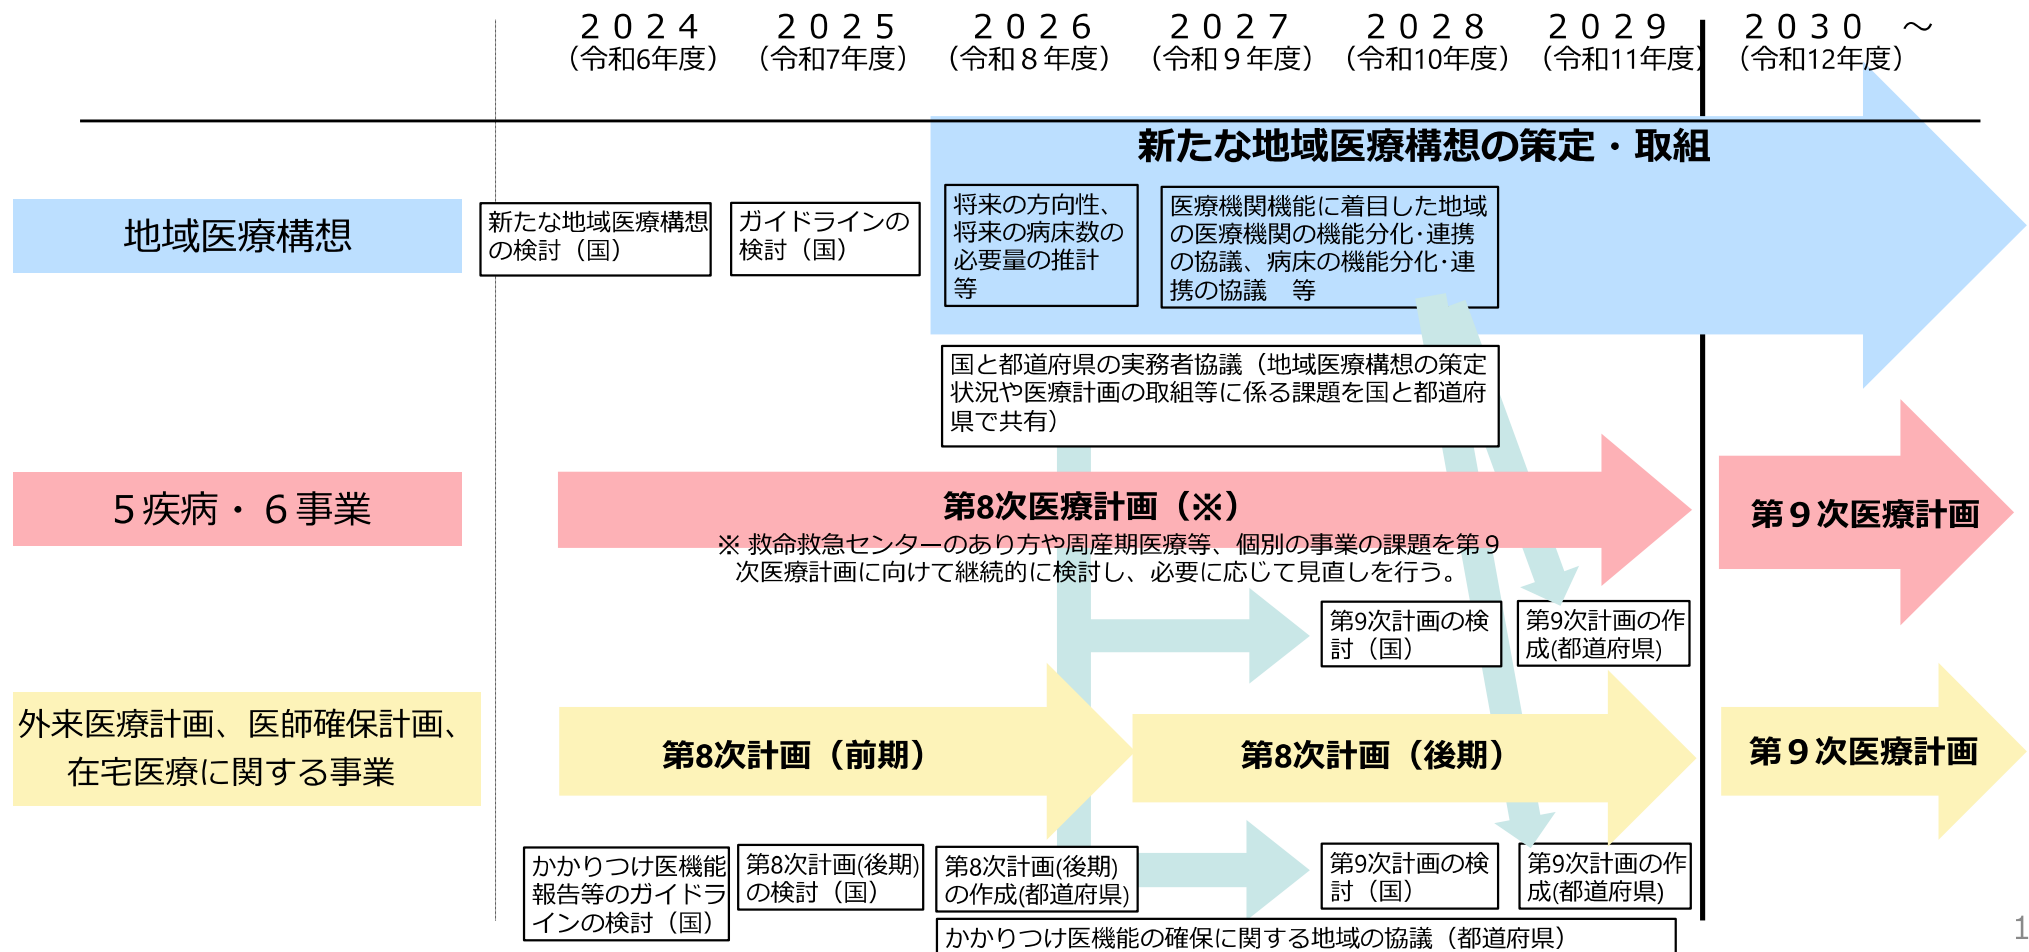 ２０２４
（令和6年度）
２０２５
（令和7年度）
２０２６
（令和８年度）
２０２７
（令和９年度）
２０２８
（令和10年度）
２０２９
（令和11年度）
２０３０　～
（令和12年度）
新たな地域医療構想の策定・取組
地域医療構想
新たな地域医療構想
の検討（国）
ガイドラインの
検討（国）
将来の方向性、
将来の病床数の
必要量の推計
等
医療機関機能に着目した地域
の医療機関の機能分化･連携
の協議、病床の機能分化･連
携の協議　等
国と都道府県の実務者協議（地域医療構想の策定
状況や医療計画の取組等に係る課題を国と都道府
県で共有）
５疾病・６事業
第8次医療計画（※）
※ 救命救急センターのあり方や周産期医療等、個別の事業の課題を第９
次医療計画に向けて継続的に検討し、必要に応じて見直しを行う。
第９次医療計画
第9次計画の検
討（国）
第9次計画の作
成(都道府県)
外来医療計画、医師確保計画、
在宅医療に関する事業
第8次計画（前期）
第8次計画（後期）
第９次医療計画
かかりつけ医機能
報告等のガイドラ
インの検討（国）
第8次計画(後期)
の検討（国）
第8次計画(後期)
の作成(都道府県)
第9次計画の検
討（国）
第9次計画の作
成(都道府県)
かかりつけ医機能の確保に関する地域の協議（都道府県）
1